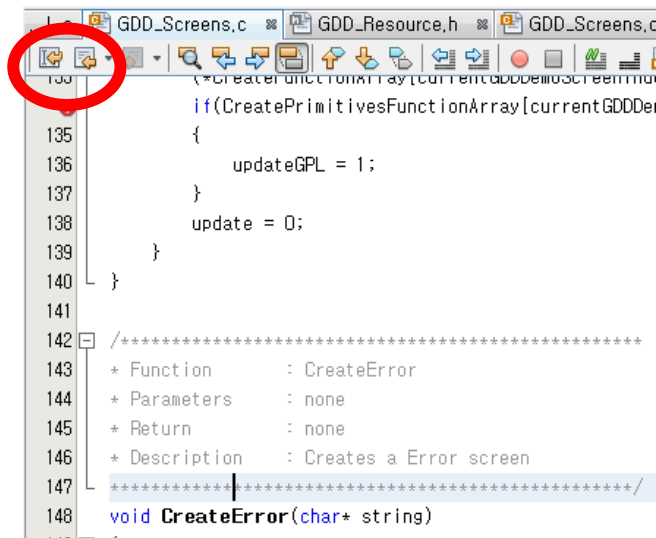 GDD_Screens,c GDD_Resource,h GDD_Screens,c
if(CreatePrimitivesFunctionArray[currentGDDDe
135 {
136 updateGPL = 1;
137 }
138 update = 0;
139 }
140 }
141
142 /***************************************************
143 * Function : CreateError
144 * Parameters : none
145 * Return : none
146 * Description : Creates a Error screen
147 ***************************************************/
148 void CreateError(char* string)